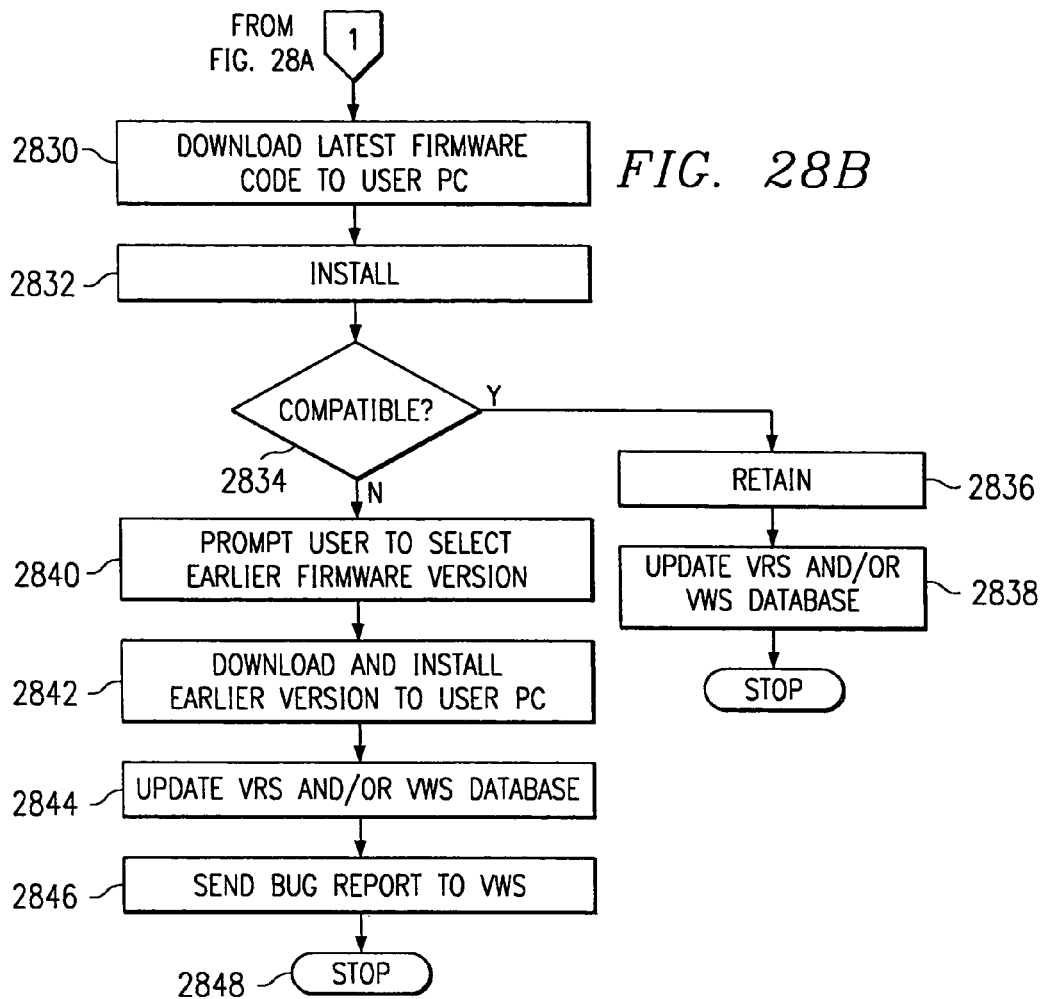 FROM
FIG. 28A
1
2830
DOWNLOAD LATEST FIRMWARE
CODE TO USER PC
FIG. 28B
2832
INSTALL
COMPATIBLE?
Y
2834
N
RETAIN
2836
2840
PROMPT USER TO SELECT
EARLIER FIRMWARE VERSION
UPDATE VRS AND/OR
VWS DATABASE
2838
2842
DOWNLOAD AND INSTALL
EARLIER VERSION TO USER PC
STOP
2844
UPDATE VRS AND/OR VWS DATABASE
2846
SEND BUG REPORT TO VWS
2848
STOP